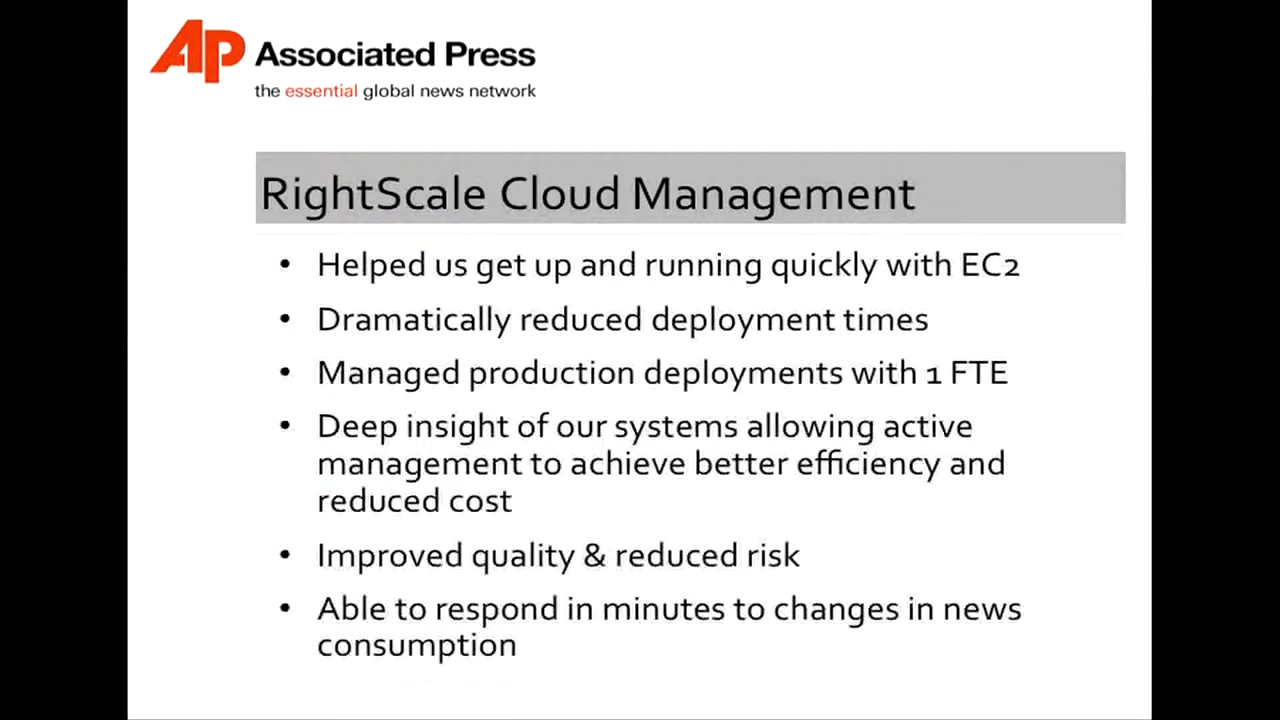 AP Associated Press
the essential global news network
RightScale Cloud Management
• Helped us get up and running quickly with EC2
• Dramatically reduced deployment times
• Managed production deployments with 1 FTE
• Deep insight of our systems allowing active
management to achieve better efficiency and
reduced cost
• Improved quality & reduced risk
• Able to respond in minutes to changes in news
consumption